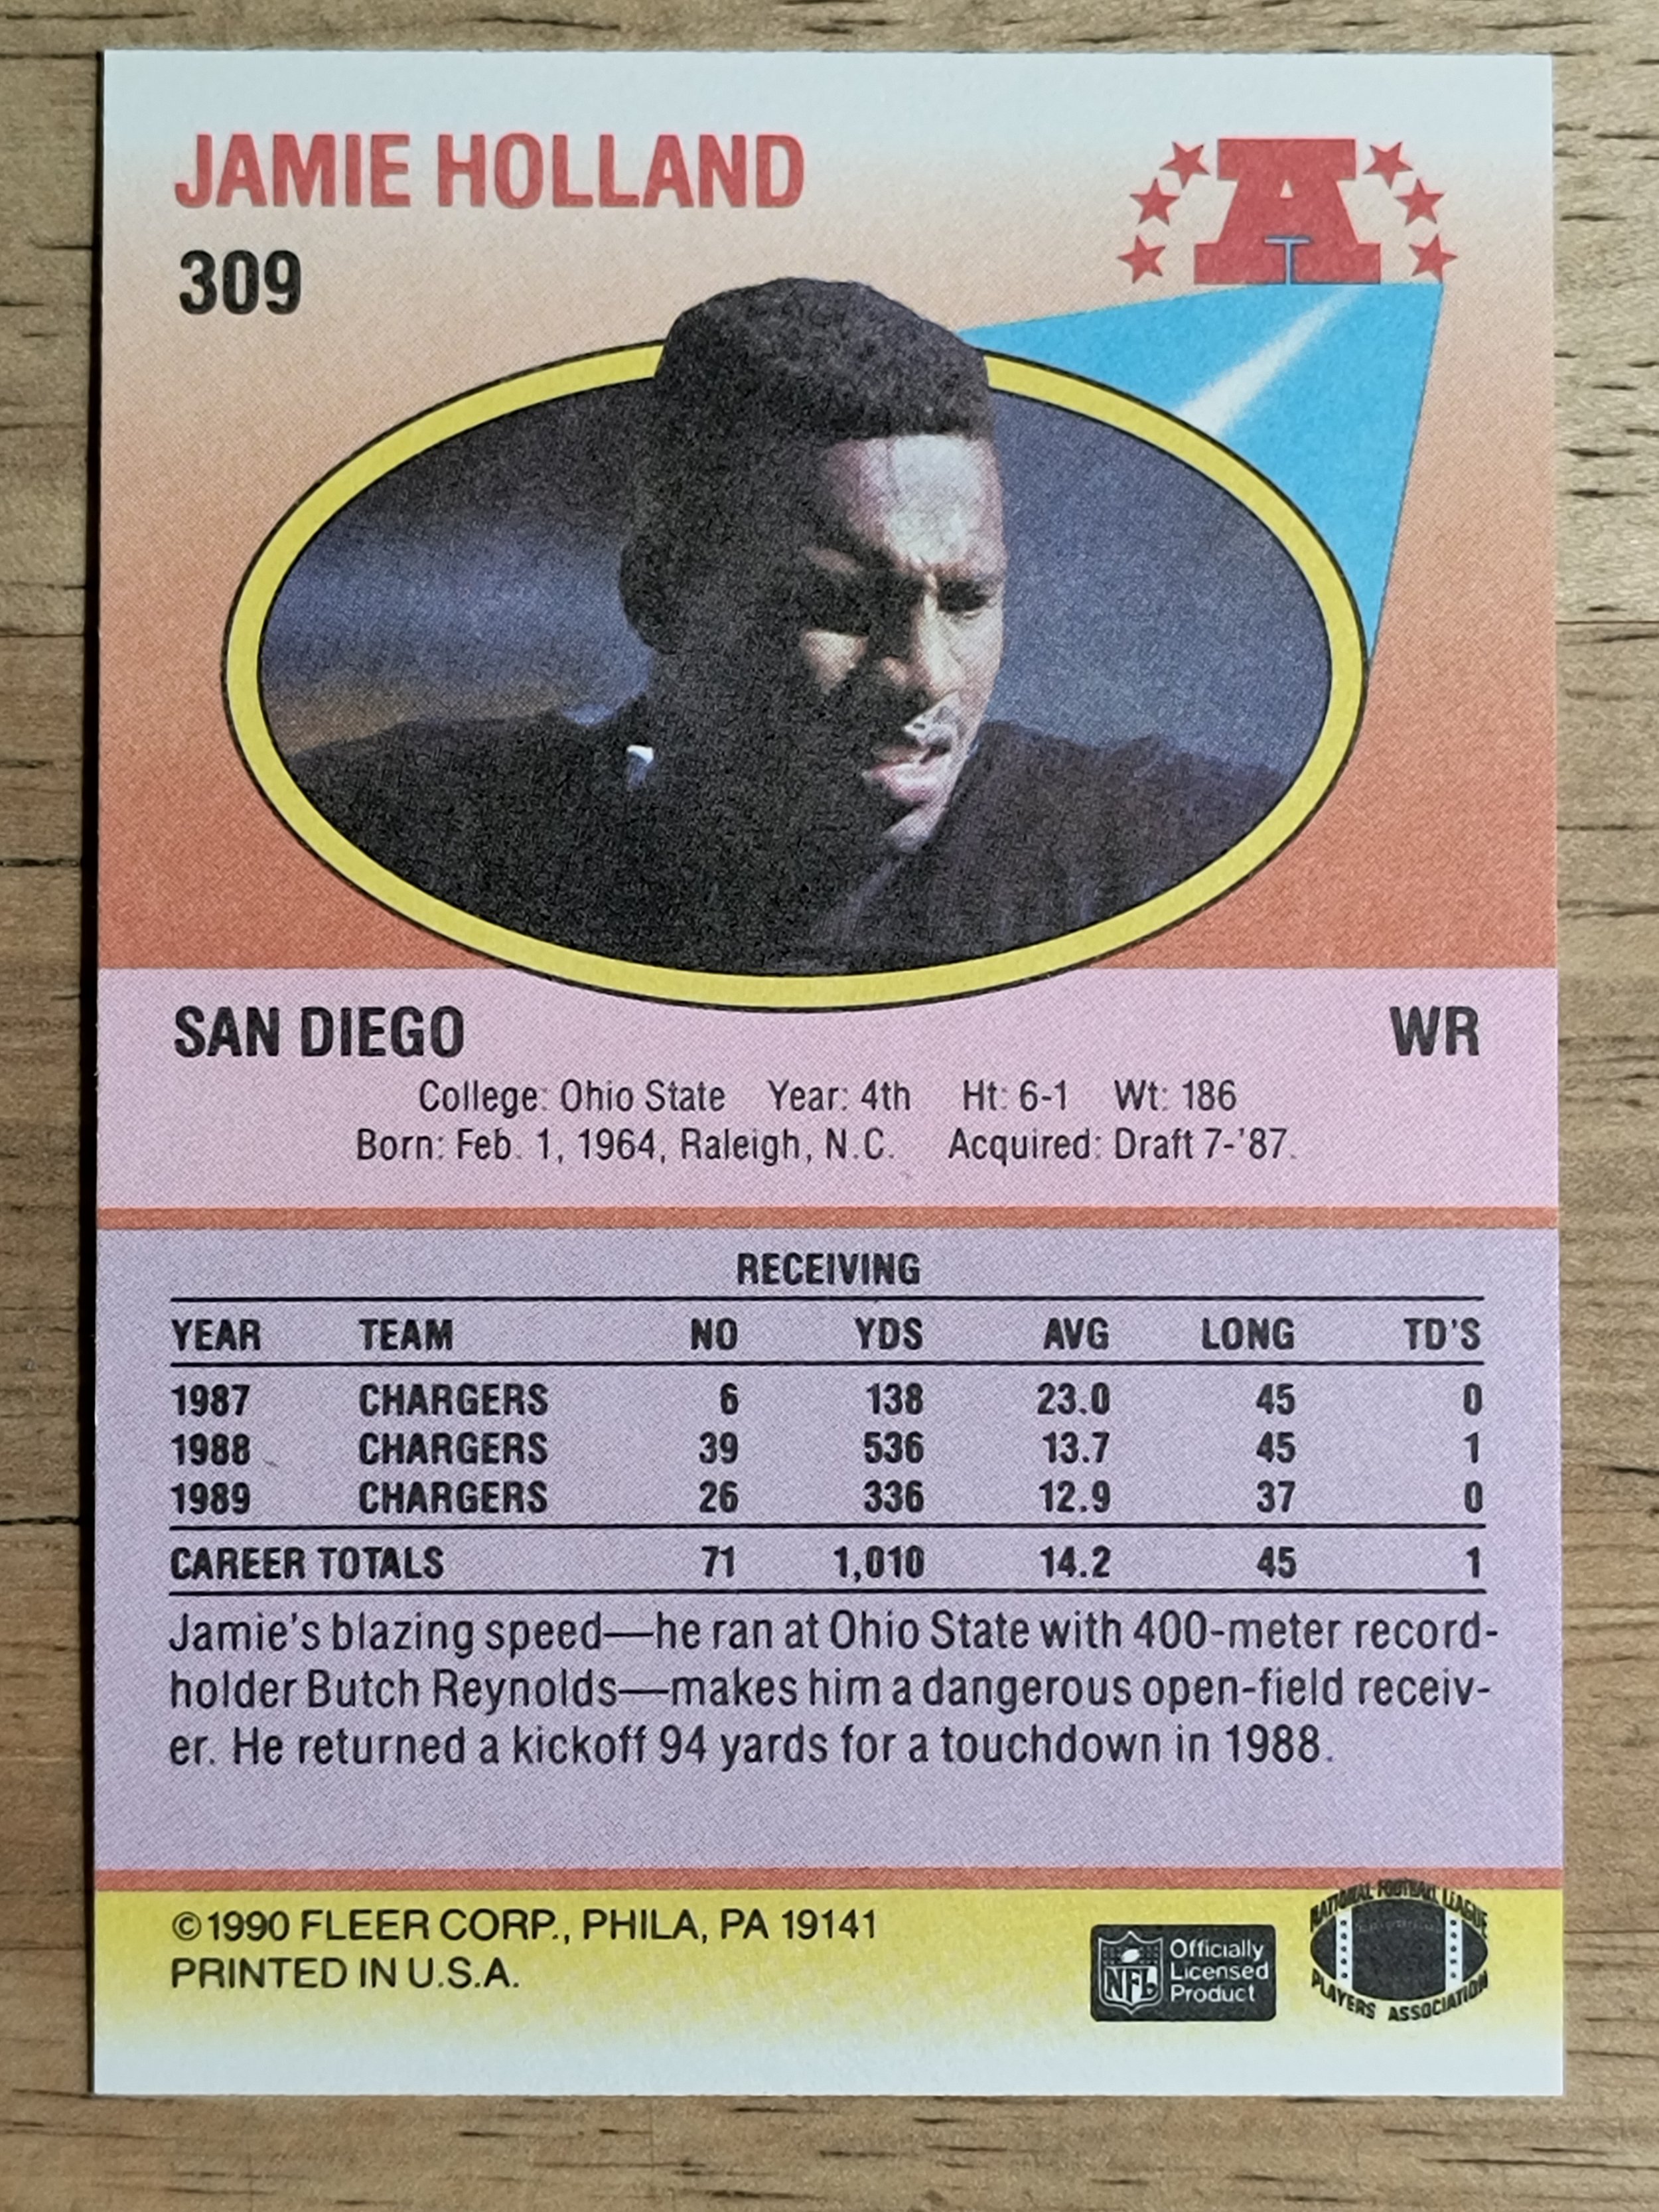 JAMIE HOLLAND
309
A
SAN DIEGO WR
College: Ohio State Year: 4th Ht: 6-1 Wt: 186
Born: Feb. 1, 1964, Raleigh, N.C. Acquired: Draft 7-'87.
RECEIVING
YEAR TEAM NO YDS AVG LONG TD'S
1987 CHARGERS 6 138 23.0 45 0
1988 CHARGERS 39 536 13.7 45 1
1989 CHARGERS 26 336 12.9 37 0
CAREER TOTALS 71 1,010 14.2 45 1
Jamie's blazing speed—he ran at Ohio State with 400-meter record-
holder Butch Reynolds—makes him a dangerous open-field receiv-
er. He returned a kickoff 94 yards for a touchdown in 1988.
©1990 FLEER CORP., PHILA, PA 19141
PRINTED IN U.S.A.
NFL
Officially
Licensed
Product
NATIONAL FOOTBALL LEAGUE
PLAYERS ASSOCIATION